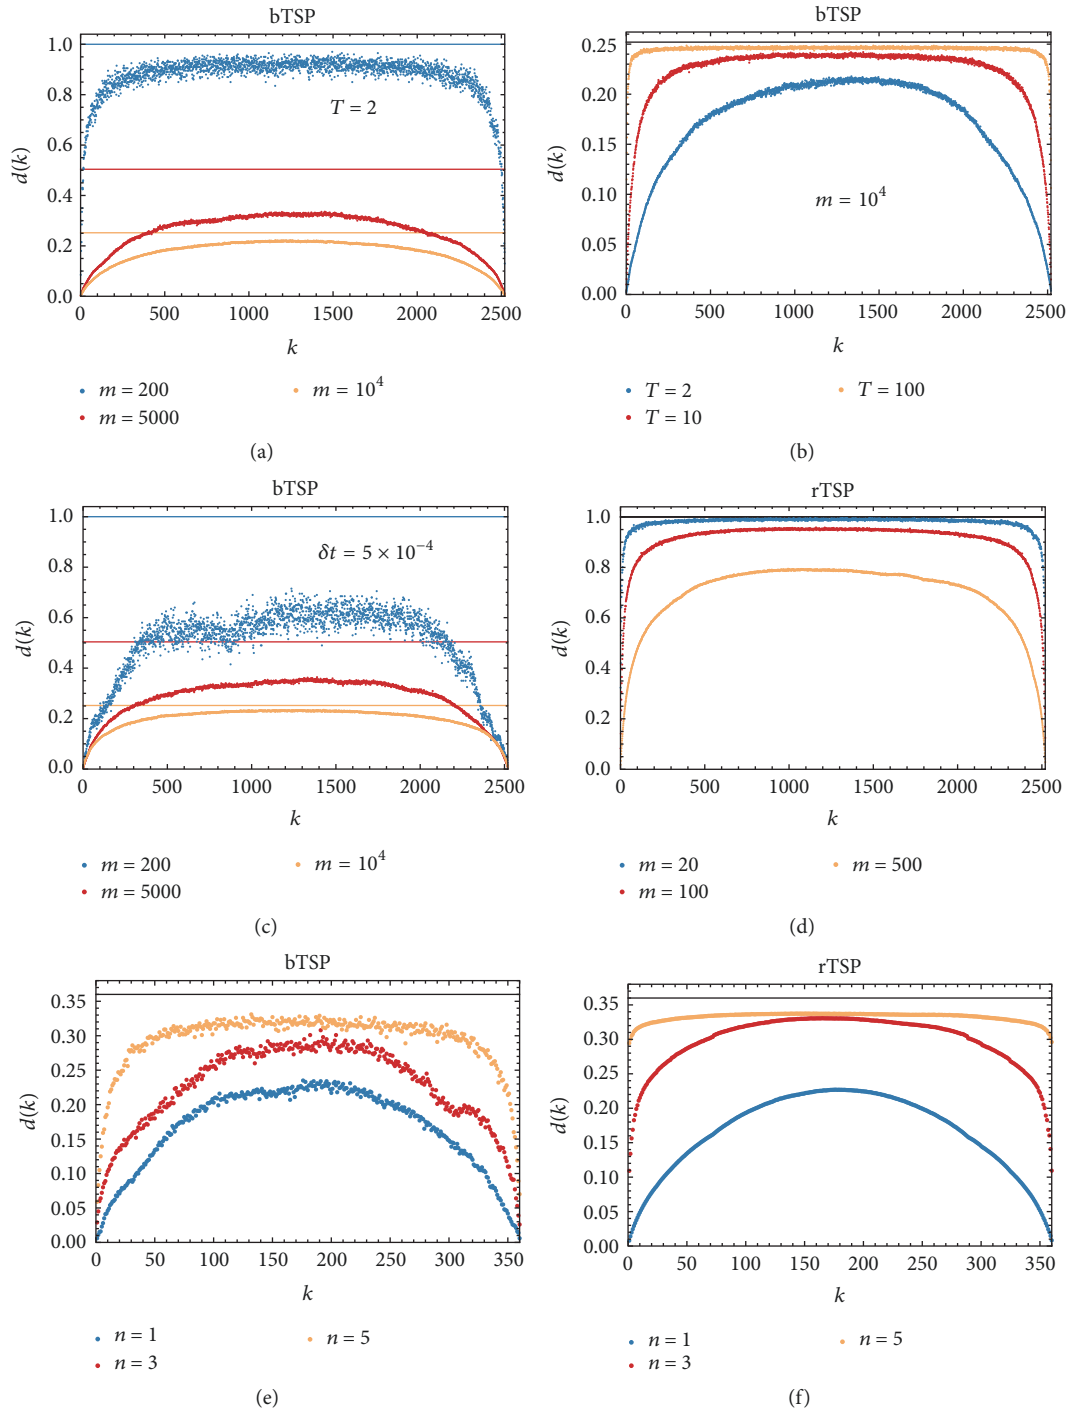 bTSP
1.0
0.8
0.6
0.4
0.2
0.0
d(k)
T = 2
0 500 1000 1500 2000 2500
k
m = 200
m = 10⁴
m = 5000
(a)
bTSP
0.25
0.20
0.15
0.10
0.05
0.00
d(k)
m = 10⁴
0 500 1000 1500 2000 2500
k
T = 2
T = 100
T = 10
(b)
bTSP
1.0
0.8
0.6
0.4
0.2
0.0
d(k)
δt = 5 × 10⁻⁴
0 500 1000 1500 2000 2500
k
m = 200
m = 10⁴
m = 5000
(c)
rTSP
1.0
0.8
0.6
0.4
0.2
0.0
d(k)
0 500 1000 1500 2000 2500
k
m = 20
m = 500
m = 100
(d)
bTSP
0.35
0.30
0.25
0.20
0.15
0.10
0.05
0.00
d(k)
0 50 100 150 200 250 300 350
k
n = 1
n = 5
n = 3
(e)
rTSP
0.35
0.30
0.25
0.20
0.15
0.10
0.05
0.00
d(k)
0 50 100 150 200 250 300 350
k
n = 1
n = 5
n = 3
(f)